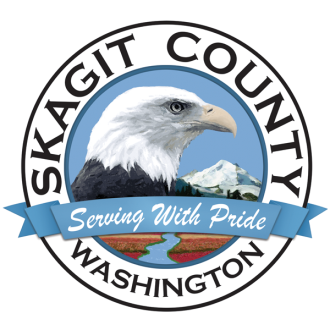 SKAGIT COUNTY
Serving With Pride
WASHINGTON